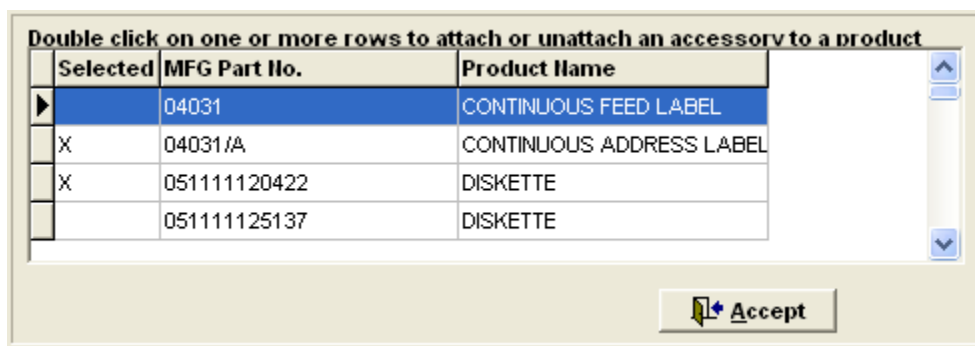 Double click on one or more rows to attach or unattach an accessory to a product
Selected MFG Part No. Product Name
04031 CONTINUOUS FEED LABEL
X 04031/A CONTINUOUS ADDRESS LABEL
X 051111120422 DISKETTE
051111125137 DISKETTE
Accept